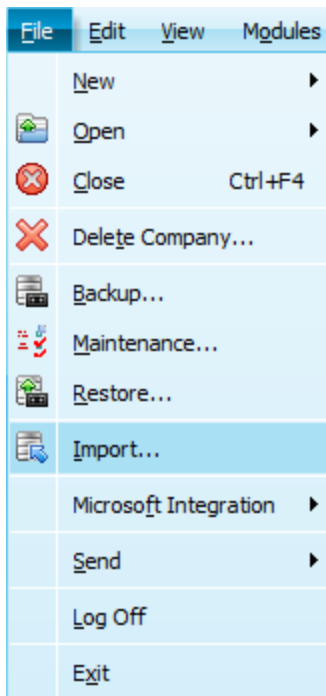 File Edit View Modules
New
Open
Close Ctrl+F4
Delete Company...
Backup...
Maintenance...
Restore...
Import...
Microsoft Integration
Send
Log Off
Exit